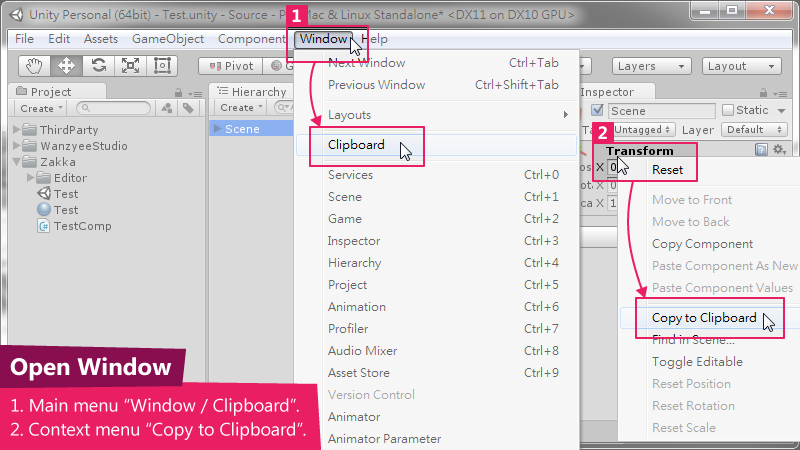 Unity Personal (64bit) - Test.unity - Source - P Mac & Linux Standalone* <DX11 on DX10 GPU>
1
File Edit Assets GameObject Component Window Help
Pivot G Layers Layout
Project
Create
ThirdParty
WanzyeeStudio
Zakka
Editor
Test
Test
TestComp
Hierarchy
Create
Scene
Next Window Ctrl+Tab
Previous Window Ctrl+Shift+Tab
Layouts
Clipboard
Services Ctrl+0
Scene Ctrl+1
Game Ctrl+2
Inspector Ctrl+3
Hierarchy Ctrl+4
Project Ctrl+5
Animation Ctrl+6
Profiler Ctrl+7
Audio Mixer Ctrl+8
Asset Store Ctrl+9
Version Control
Animator
Animator Parameter
Inspector
Scene Static
2
Ta Untagged Layer Default
Transform
os X 0
X 0
ca X 1
Reset
Move to Front
Move to Back
Copy Component
Paste Component As New
Paste Component Values
Copy to Clipboard
Find in Scene...
Toggle Editable
Reset Position
Reset Rotation
Reset Scale
Open Window
1. Main menu “Window / Clipboard”.
2. Context menu “Copy to Clipboard”.